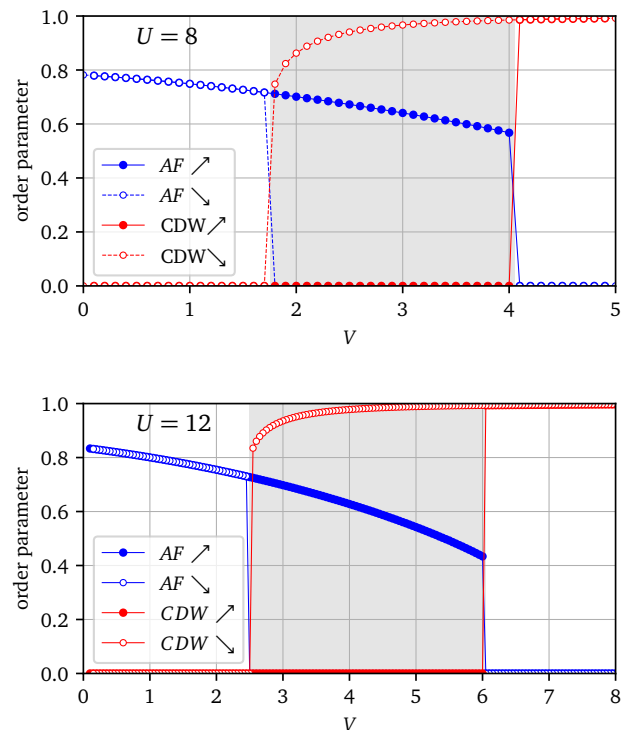 1.0
0.8
0.6
0.4
0.2
0.0
order parameter
U = 8
AF ↗
AF ↘
CDW ↗
CDW ↘
0 1 2 3 4 5
V
1.0
0.8
0.6
0.4
0.2
0.0
order parameter
U = 12
AF ↗
AF ↘
CDW ↗
CDW ↘
0 1 2 3 4 5 6 7 8
V